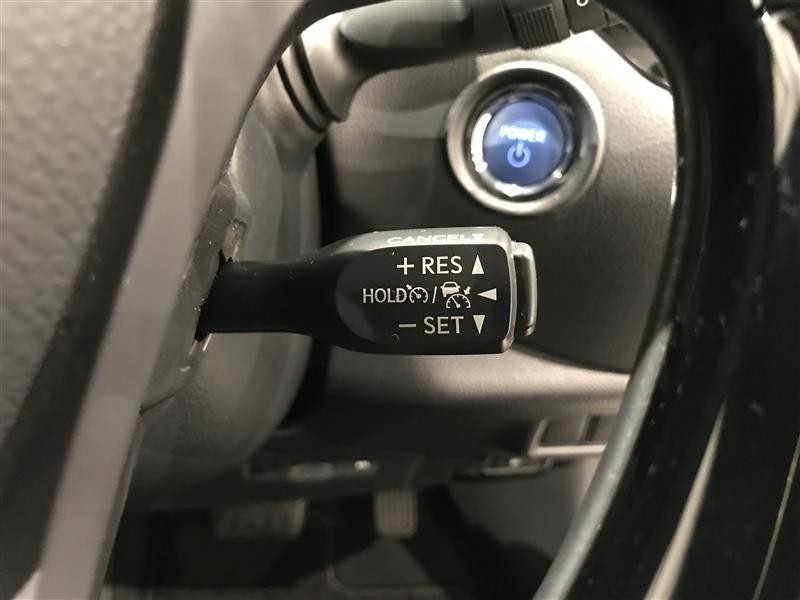 POWER
CANCEL
+ RES ▲
HOLD / ◀
− SET ▼